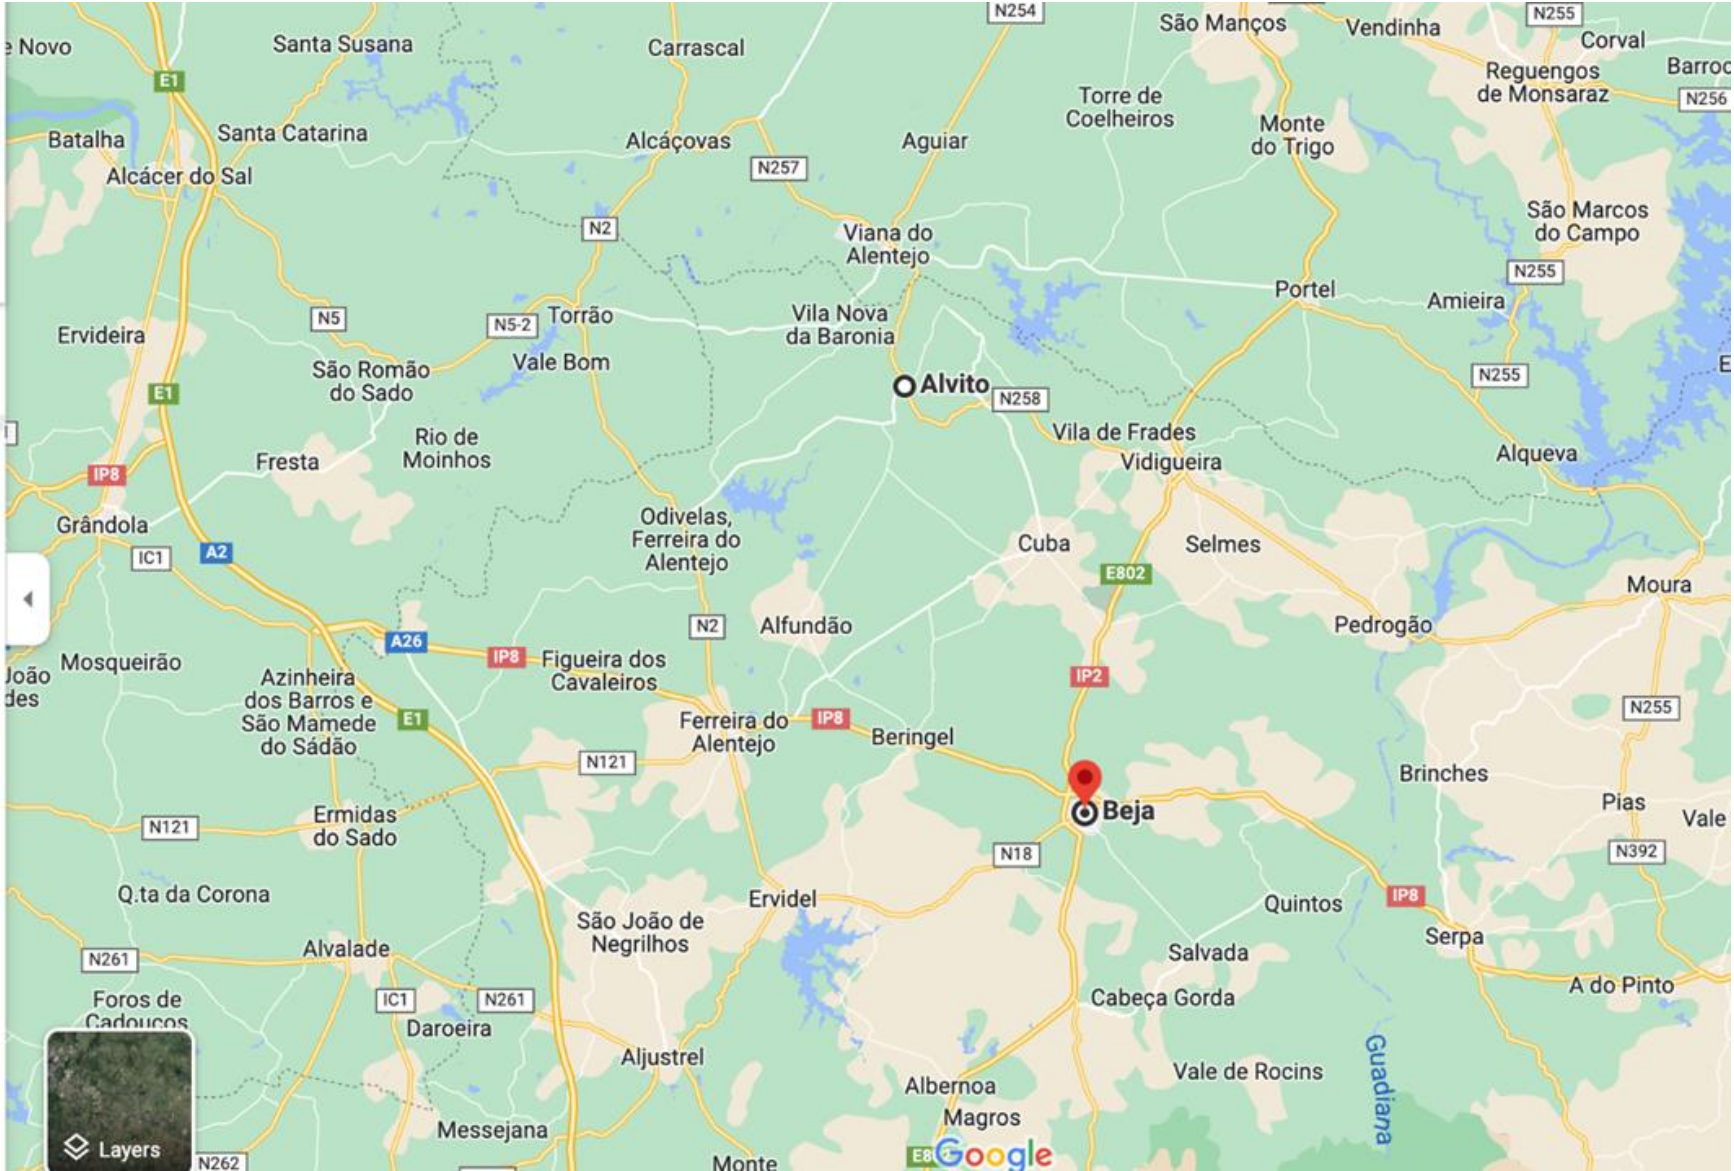 N254
São Manços
Vendinha
N255
Corval
e Novo
Santa Susana
Carrascal
Reguengos
de Monsaraz
Barroc
N256
E1
Torre de
Coelheiros
Monte
do Trigo
Batalha
Santa Catarina
Alcáçovas
Aguiar
N257
Alcácer do Sal
São Marcos
do Campo
N2
Viana do
Alentejo
N255
Portel
Amieira
Ervideira
N5
N5-2
Torrão
Vila Nova
da Baronia
Vale Bom
São Romão
do Sado
E1
Alvito
N258
N255
E
Rio de
Moinhos
Vila de Frades
Vidigueira
Alqueva
Fresta
IP8
Grândola
IC1
A2
Odivelas,
Ferreira do
Alentejo
Cuba
Selmes
E802
Moura
N2
Alfundão
Pedrogão
A26
IP8
Figueira dos
Cavaleiros
Mosqueirão
João
des
Azinheira
dos Barros e
São Mamede
do Sádão
E1
IP2
N255
Ferreira do
Alentejo
IP8
Beringel
N121
Brinches
Beja
Pias
Vale
N121
Ermidas
do Sado
N18
N392
Q.ta da Corona
Ervidel
Quintos
IP8
São João de
Negrilhos
Serpa
Alvalade
N261
Salvada
A do Pinto
Foros de
Cadouços
IC1
N261
Cabeça Gorda
Daroeira
Aljustrel
Albernoa
Vale de Rocins
Guadiana
Magros
Messejana
Layers
N262
Monte
Google